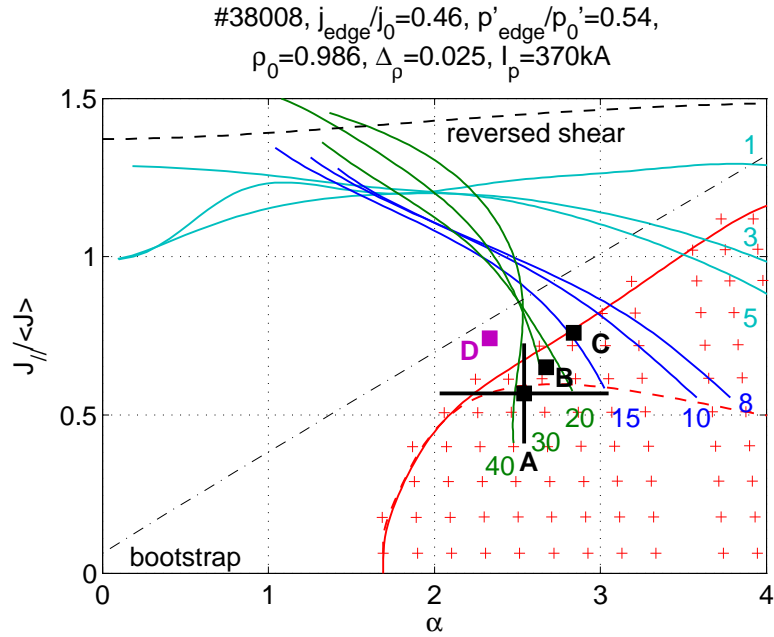 #38008, j_edge/j_0=0.46, p'_edge/p_0'=0.54,
ρ_0=0.986, Δ_ρ=0.025, I_p=370kA
1.5
reversed shear
1
1
3
5
J_///<J>
D
C
B
0.5
20
15
10
8
30
40
A
bootstrap
0
0
1
2
3
4
α